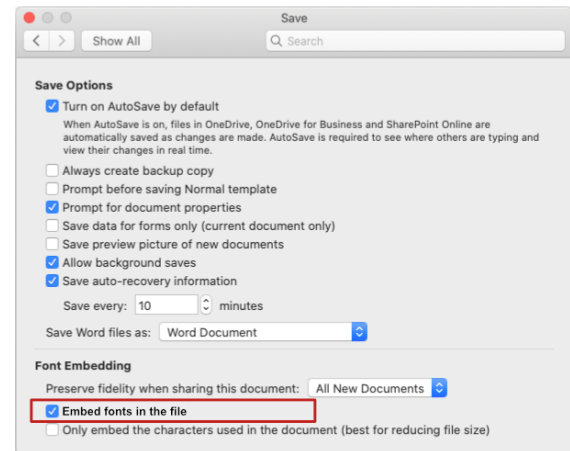 Save
Show All
Search
Save Options
Turn on AutoSave by default
When AutoSave is on, files in OneDrive, OneDrive for Business and SharePoint Online are
automatically saved as changes are made. AutoSave is required to see where others are typing and
view their changes in real time.
Always create backup copy
Prompt before saving Normal template
Prompt for document properties
Save data for forms only (current document only)
Save preview picture of new documents
Allow background saves
Save auto-recovery information
Save every: 10 minutes
Save Word files as: Word Document
Font Embedding
Preserve fidelity when sharing this document: All New Documents
Embed fonts in the file
Only embed the characters used in the document (best for reducing file size)